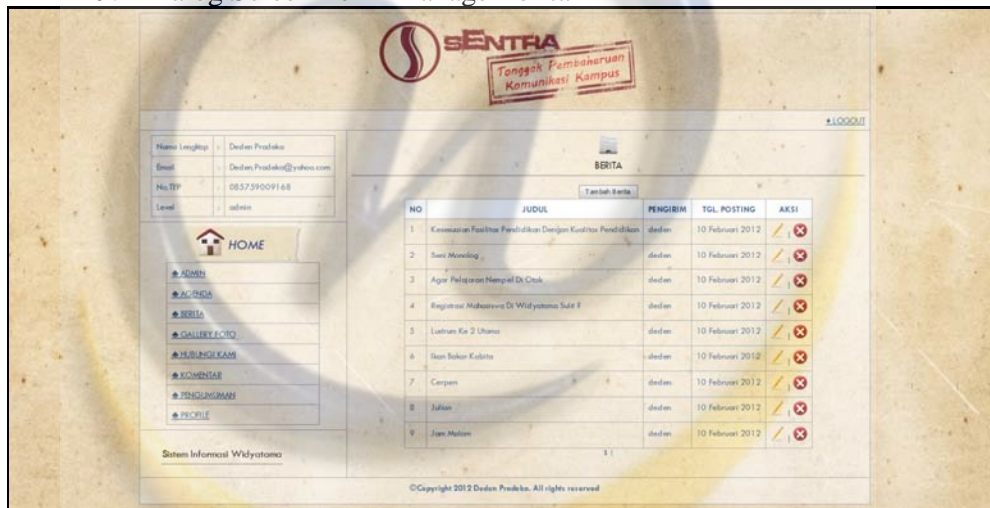 SENTRA
Tonggak Pembaharuan
Komunikasi Kampus
LOGOUT
Nama Lengkap : Deden Pradeka
Email : Deden.Pradeka@yahoo.com
No.TLP : 085759009168
Level : admin
HOME
ADMIN
AGENDA
BERITA
GALLERY FOTO
HUBUNGI KAMI
KOMENTAR
PENGUMUMAN
PROFILE
Sistem Informasi Widyatama
BERITA
Tambah Berita
NO JUDUL PENGIRIM TGL. POSTING AKSI
1 Kesesuaian Fasilitas Pendidikan Dengan Kualitas Pendidikan deden 10 Februari 2012 |
2 Seni Monolog deden 10 Februari 2012 |
3 Agar Pelajaran Nempel Di Otak deden 10 Februari 2012 |
4 Registrasi Mahasiswa Di Widyatama Sulit ? deden 10 Februari 2012 |
5 Lustrum Ke 2 Utama deden 10 Februari 2012 |
6 Ikan Bakar Kabita deden 10 Februari 2012 |
7 Cerpen deden 10 Februari 2012 |
8 Julian deden 10 Februari 2012 |
9 Jam Malam deden 10 Februari 2012 |
1 |
©Copyright 2012 Deden Pradeka. All rights reserved